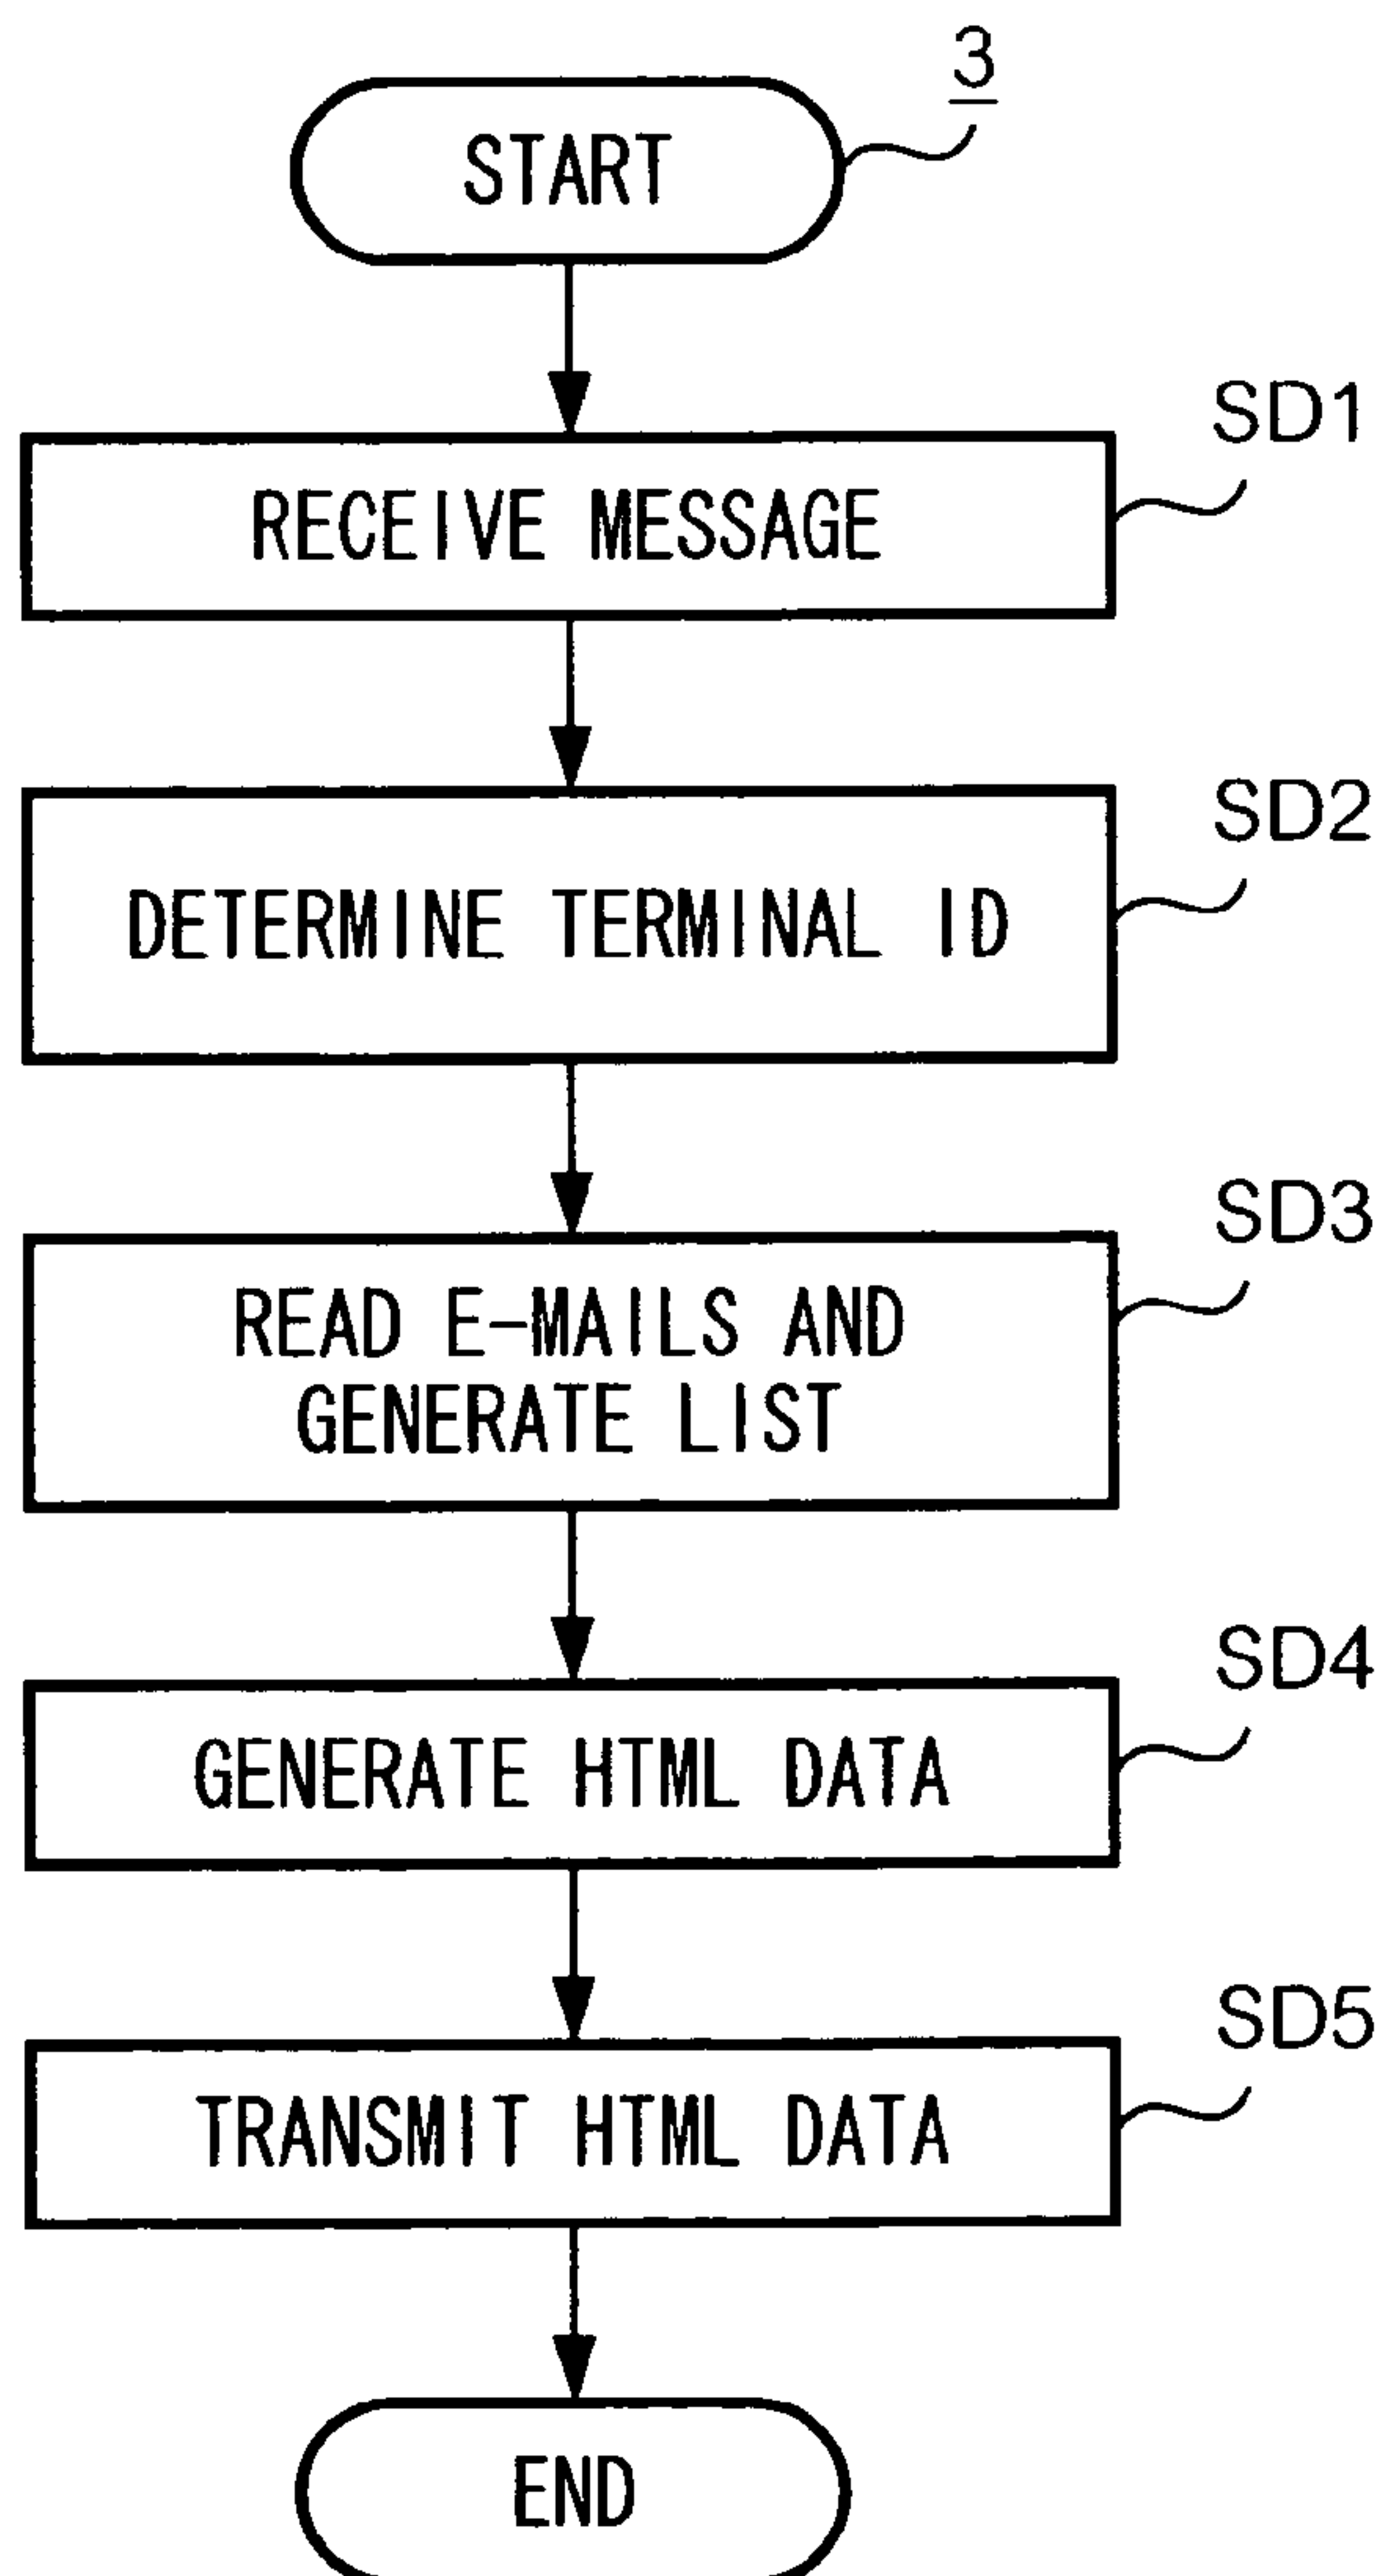 3
START
SD1
RECEIVE MESSAGE
SD2
DETERMINE TERMINAL ID
SD3
READ E-MAILS AND
GENERATE LIST
SD4
GENERATE HTML DATA
SD5
TRANSMIT HTML DATA
END